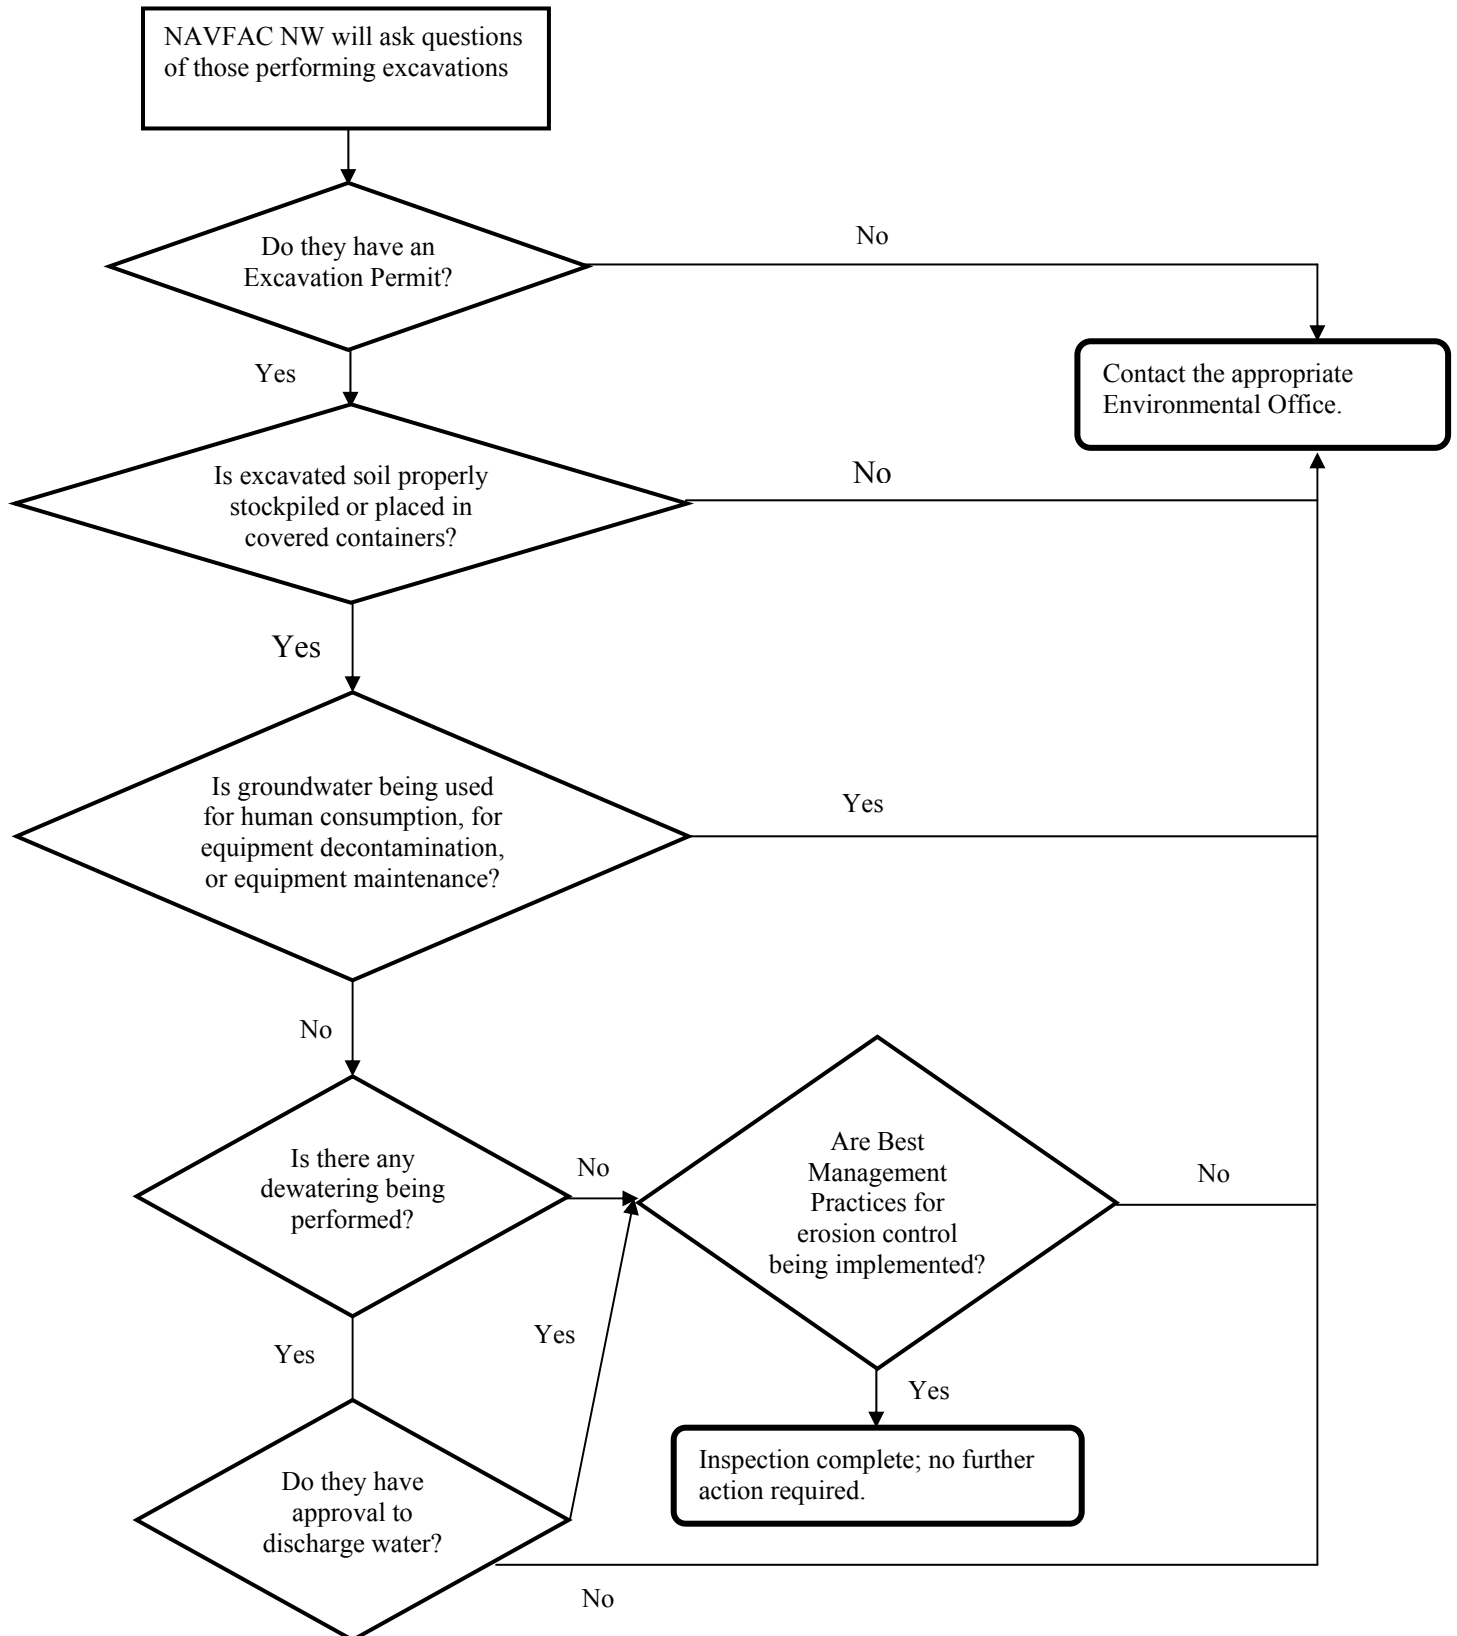 NAVFAC NW will ask questions
of those performing excavations
Do they have an
Excavation Permit?
No
Yes
Contact the appropriate
Environmental Office.
Is excavated soil properly
stockpiled or placed in
covered containers?
No
Yes
Is groundwater being used
for human consumption, for
equipment decontamination,
or equipment maintenance?
Yes
No
Is there any
dewatering being
performed?
No
Are Best
Management
Practices for
erosion control
being implemented?
No
Yes
Yes
Yes
Inspection complete; no further
action required.
Do they have
approval to
discharge water?
No